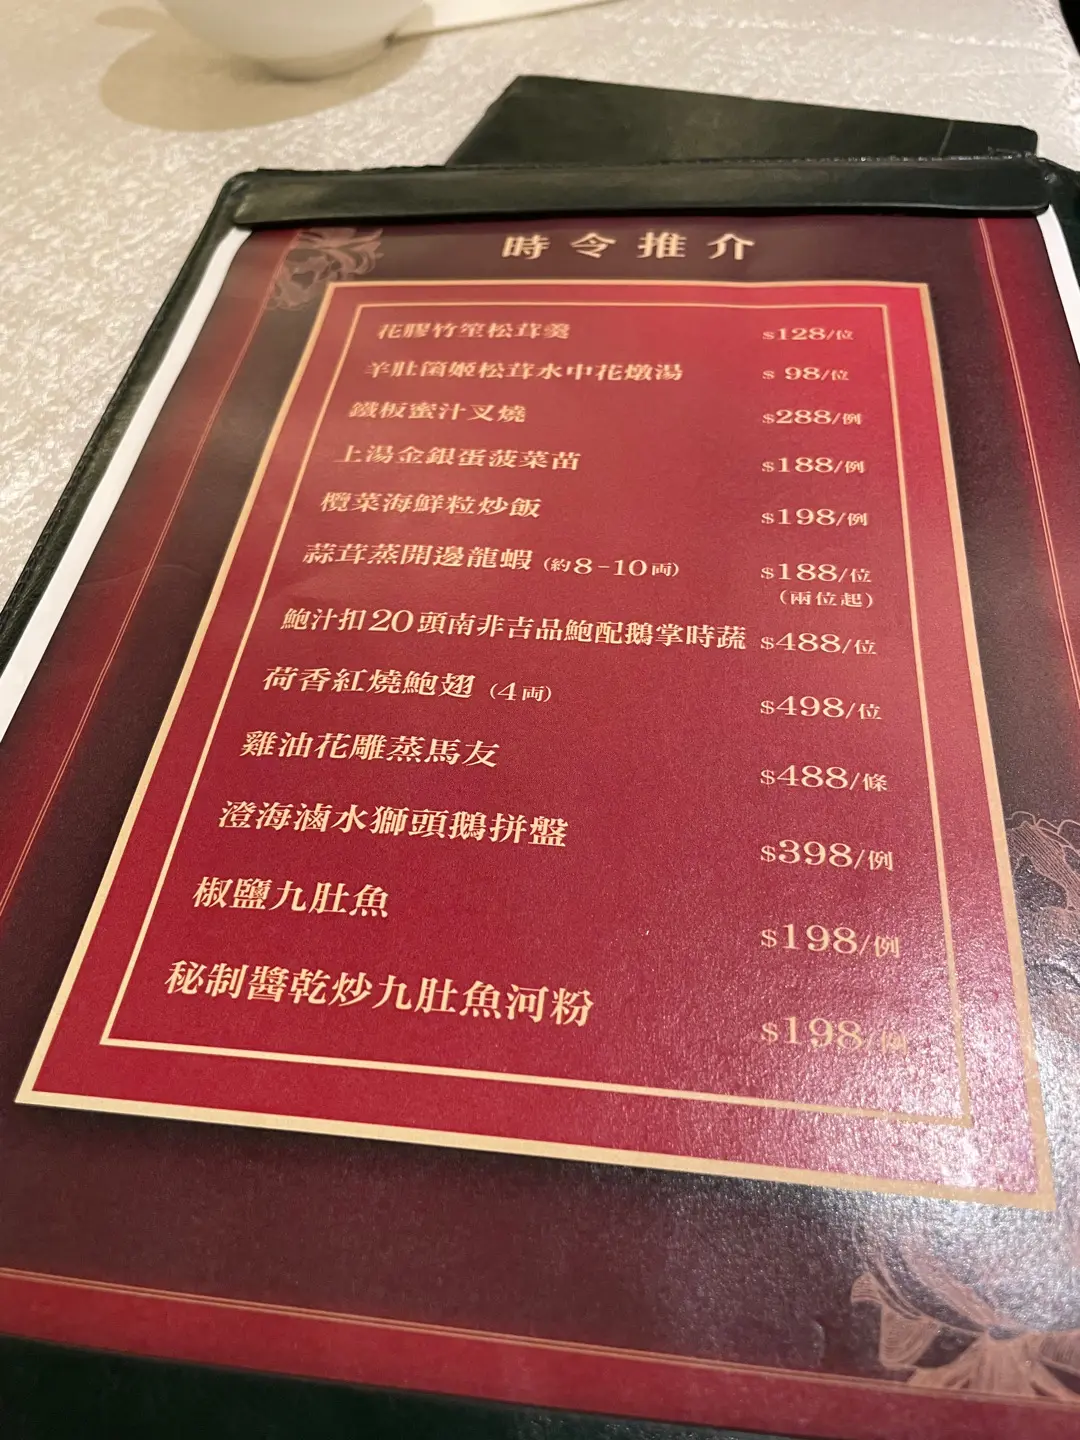 時令推介
花膠竹笙松茸羹 $128/位
羊肚菌姬松茸水中花燉湯 $ 98/位
鐵板蜜汁叉燒 $288/例
上湯金銀蛋菠菜苗 $188/例
欖菜海鮮粒炒飯 $198/例
蒜茸蒸開邊龍蝦 (約8-10両) $188/位
(兩位起)
鮑汁扣20頭南非吉品鮑配鵝掌時蔬 $488/位
荷香紅燒鮑翅 (4両) $498/位
雞油花雕蒸馬友 $488/條
澄海滷水獅頭鵝拼盤 $398/例
椒鹽九肚魚 $198/例
秘制醬乾炒九肚魚河粉 $198/例